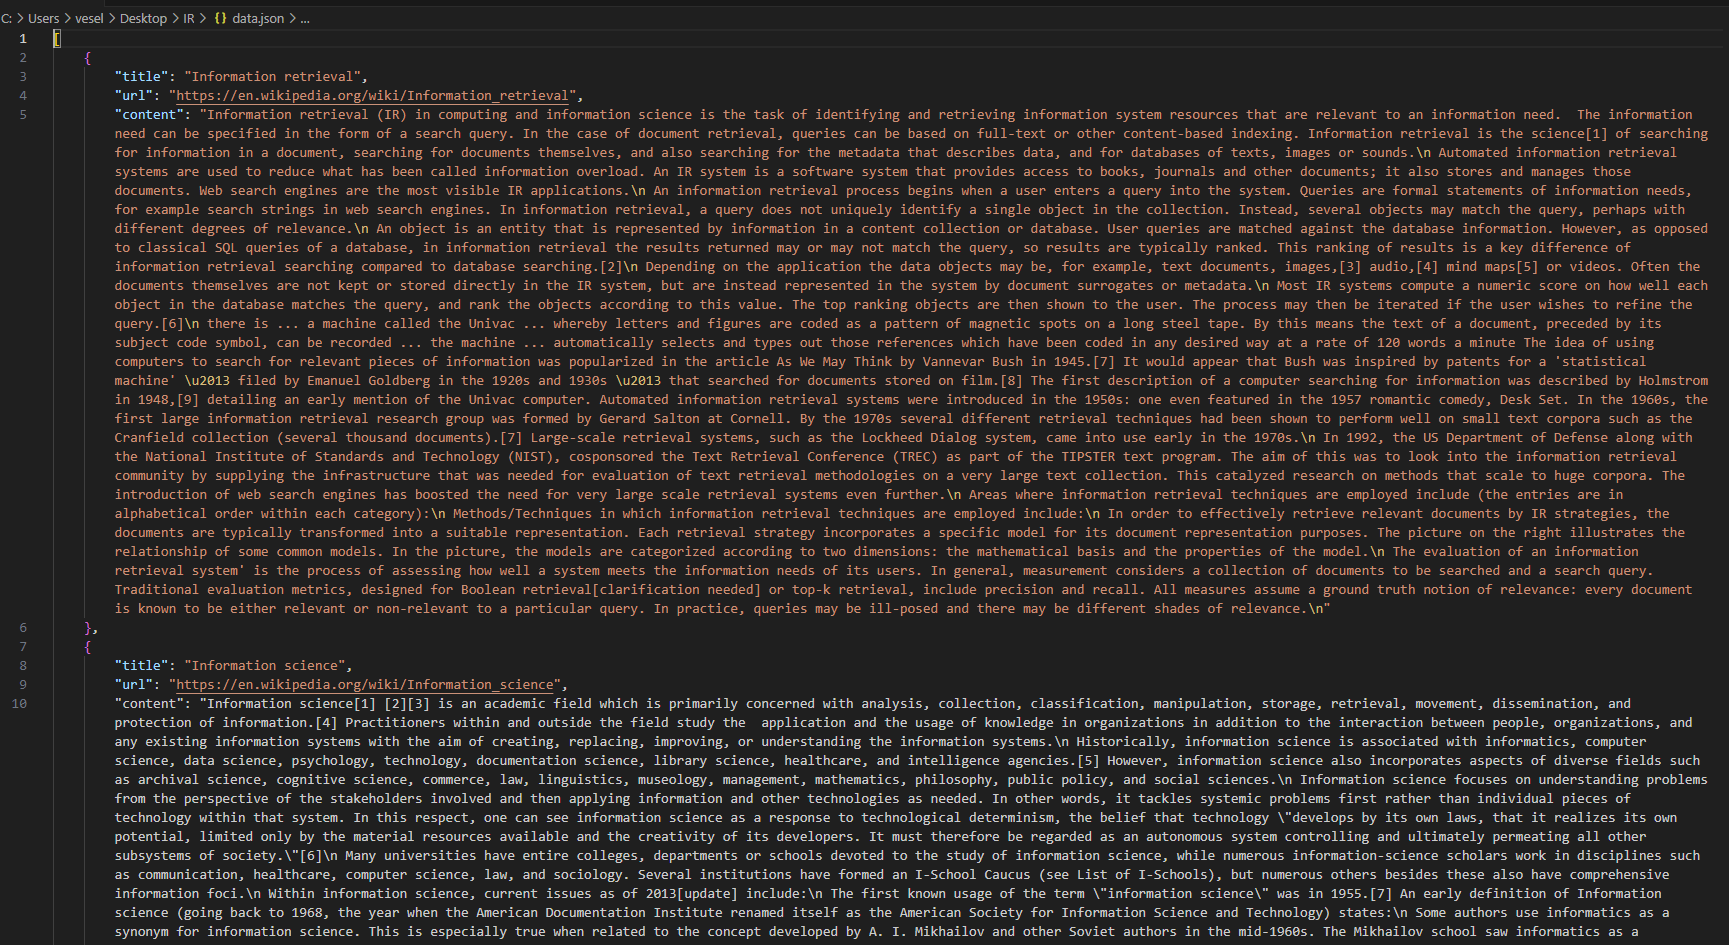 C: > Users > vesel > Desktop > IR > {} data.json > ...
1 [
2 {
3 "title": "Information retrieval",
4 "url": "https://en.wikipedia.org/wiki/Information_retrieval",
5 "content": "Information retrieval (IR) in computing and information science is the task of identifying and retrieving information system resources that are relevant to an information need.  The information
need can be specified in the form of a search query. In the case of document retrieval, queries can be based on full-text or other content-based indexing. Information retrieval is the science[1] of searching
for information in a document, searching for documents themselves, and also searching for the metadata that describes data, and for databases of texts, images or sounds.\n Automated information retrieval
systems are used to reduce what has been called information overload. An IR system is a software system that provides access to books, journals and other documents; it also stores and manages those
documents. Web search engines are the most visible IR applications.\n An information retrieval process begins when a user enters a query into the system. Queries are formal statements of information needs,
for example search strings in web search engines. In information retrieval, a query does not uniquely identify a single object in the collection. Instead, several objects may match the query, perhaps with
different degrees of relevance.\n An object is an entity that is represented by information in a content collection or database. User queries are matched against the database information. However, as opposed
to classical SQL queries of a database, in information retrieval the results returned may or may not match the query, so results are typically ranked. This ranking of results is a key difference of
information retrieval searching compared to database searching.[2]\n Depending on the application the data objects may be, for example, text documents, images,[3] audio,[4] mind maps[5] or videos. Often the
documents themselves are not kept or stored directly in the IR system, but are instead represented in the system by document surrogates or metadata.\n Most IR systems compute a numeric score on how well each
object in the database matches the query, and rank the objects according to this value. The top ranking objects are then shown to the user. The process may then be iterated if the user wishes to refine the
query.[6]\n there is ... a machine called the Univac ... whereby letters and figures are coded as a pattern of magnetic spots on a long steel tape. By this means the text of a document, preceded by its
subject code symbol, can be recorded ... the machine ... automatically selects and types out those references which have been coded in any desired way at a rate of 120 words a minute The idea of using
computers to search for relevant pieces of information was popularized in the article As We May Think by Vannevar Bush in 1945.[7] It would appear that Bush was inspired by patents for a 'statistical
machine' \u2013 filed by Emanuel Goldberg in the 1920s and 1930s \u2013 that searched for documents stored on film.[8] The first description of a computer searching for information was described by Holmstrom
in 1948,[9] detailing an early mention of the Univac computer. Automated information retrieval systems were introduced in the 1950s: one even featured in the 1957 romantic comedy, Desk Set. In the 1960s, the
first large information retrieval research group was formed by Gerard Salton at Cornell. By the 1970s several different retrieval techniques had been shown to perform well on small text corpora such as the
Cranfield collection (several thousand documents).[7] Large-scale retrieval systems, such as the Lockheed Dialog system, came into use early in the 1970s.\n In 1992, the US Department of Defense along with
the National Institute of Standards and Technology (NIST), cosponsored the Text Retrieval Conference (TREC) as part of the TIPSTER text program. The aim of this was to look into the information retrieval
community by supplying the infrastructure that was needed for evaluation of text retrieval methodologies on a very large text collection. This catalyzed research on methods that scale to huge corpora. The
introduction of web search engines has boosted the need for very large scale retrieval systems even further.\n Areas where information retrieval techniques are employed include (the entries are in
alphabetical order within each category):\n Methods/Techniques in which information retrieval techniques are employed include:\n In order to effectively retrieve relevant documents by IR strategies, the
documents are typically transformed into a suitable representation. Each retrieval strategy incorporates a specific model for its document representation purposes. The picture on the right illustrates the
relationship of some common models. In the picture, the models are categorized according to two dimensions: the mathematical basis and the properties of the model.\n The evaluation of an information
retrieval system' is the process of assessing how well a system meets the information needs of its users. In general, measurement considers a collection of documents to be searched and a search query.
Traditional evaluation metrics, designed for Boolean retrieval[clarification needed] or top-k retrieval, include precision and recall. All measures assume a ground truth notion of relevance: every document
is known to be either relevant or non-relevant to a particular query. In practice, queries may be ill-posed and there may be different shades of relevance.\n"
6 },
7 {
8 "title": "Information science",
9 "url": "https://en.wikipedia.org/wiki/Information_science",
10 "content": "Information science[1] [2][3] is an academic field which is primarily concerned with analysis, collection, classification, manipulation, storage, retrieval, movement, dissemination, and
protection of information.[4] Practitioners within and outside the field study the  application and the usage of knowledge in organizations in addition to the interaction between people, organizations, and
any existing information systems with the aim of creating, replacing, improving, or understanding the information systems.\n Historically, information science is associated with informatics, computer
science, data science, psychology, technology, documentation science, library science, healthcare, and intelligence agencies.[5] However, information science also incorporates aspects of diverse fields such
as archival science, cognitive science, commerce, law, linguistics, museology, management, mathematics, philosophy, public policy, and social sciences.\n Information science focuses on understanding problems
from the perspective of the stakeholders involved and then applying information and other technologies as needed. In other words, it tackles systemic problems first rather than individual pieces of
technology within that system. In this respect, one can see information science as a response to technological determinism, the belief that technology \"develops by its own laws, that it realizes its own
potential, limited only by the material resources available and the creativity of its developers. It must therefore be regarded as an autonomous system controlling and ultimately permeating all other
subsystems of society.\"[6]\n Many universities have entire colleges, departments or schools devoted to the study of information science, while numerous information-science scholars work in disciplines such
as communication, healthcare, computer science, law, and sociology. Several institutions have formed an I-School Caucus (see List of I-Schools), but numerous others besides these also have comprehensive
information foci.\n Within information science, current issues as of 2013[update] include:\n The first known usage of the term \"information science\" was in 1955.[7] An early definition of Information
science (going back to 1968, the year when the American Documentation Institute renamed itself as the American Society for Information Science and Technology) states:\n Some authors use informatics as a
synonym for information science. This is especially true when related to the concept developed by A. I. Mikhailov and other Soviet authors in the mid-1960s. The Mikhailov school saw informatics as a